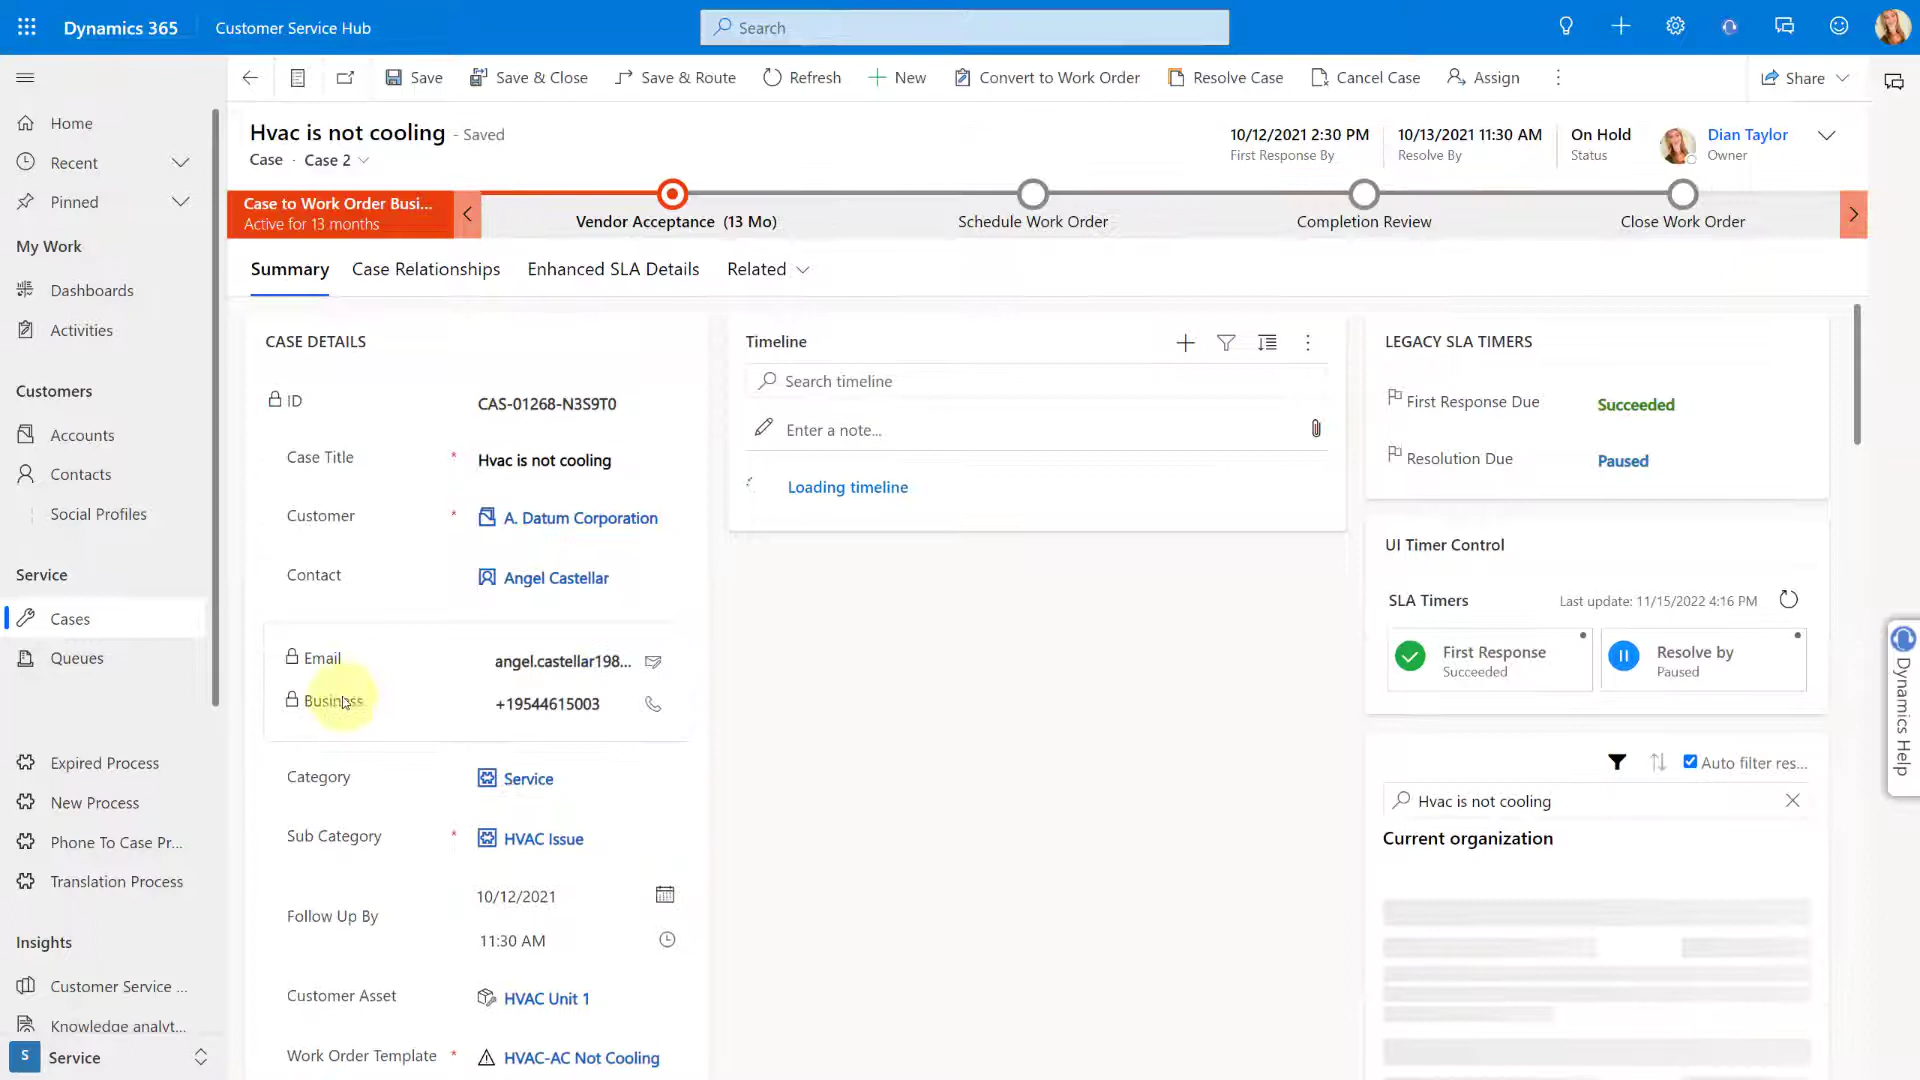 Dynamics 365
Customer Service Hub
Search
Save
Save & Close
Save & Route
Refresh
New
Convert to Work Order
Resolve Case
Cancel Case
Assign
Share
Home
Recent
Pinned
My Work
Dashboards
Activities
Customers
Accounts
Contacts
Social Profiles
Service
Cases
Queues
Expired Process
New Process
Phone To Case Pr...
Translation Process
Insights
Customer Service ...
Knowledge analyt...
S
Service
Hvac is not cooling - Saved
Case · Case 2
10/12/2021 2:30 PM
First Response By
10/13/2021 11:30 AM
Resolve By
On Hold
Status
Dian Taylor
Owner
Case to Work Order Busi...
Active for 13 months
Vendor Acceptance (13 Mo)
Schedule Work Order
Completion Review
Close Work Order
Summary
Case Relationships
Enhanced SLA Details
Related
CASE DETAILS
ID
CAS-01268-N3S9T0
Case Title
*
Hvac is not cooling
Customer
*
A. Datum Corporation
Contact
Angel Castellar
Email
angel.castellar198...
Business
+19544615003
Category
Service
Sub Category
*
HVAC Issue
Follow Up By
10/12/2021
11:30 AM
Customer Asset
HVAC Unit 1
Work Order Template
*
HVAC-AC Not Cooling
Timeline
Search timeline
Enter a note...
Loading timeline
LEGACY SLA TIMERS
First Response Due
Succeeded
Resolution Due
Paused
UI Timer Control
SLA Timers
Last update: 11/15/2022 4:16 PM
First Response
Succeeded
Resolve by
Paused
Auto filter res...
Hvac is not cooling
Current organization
Dynamics Help